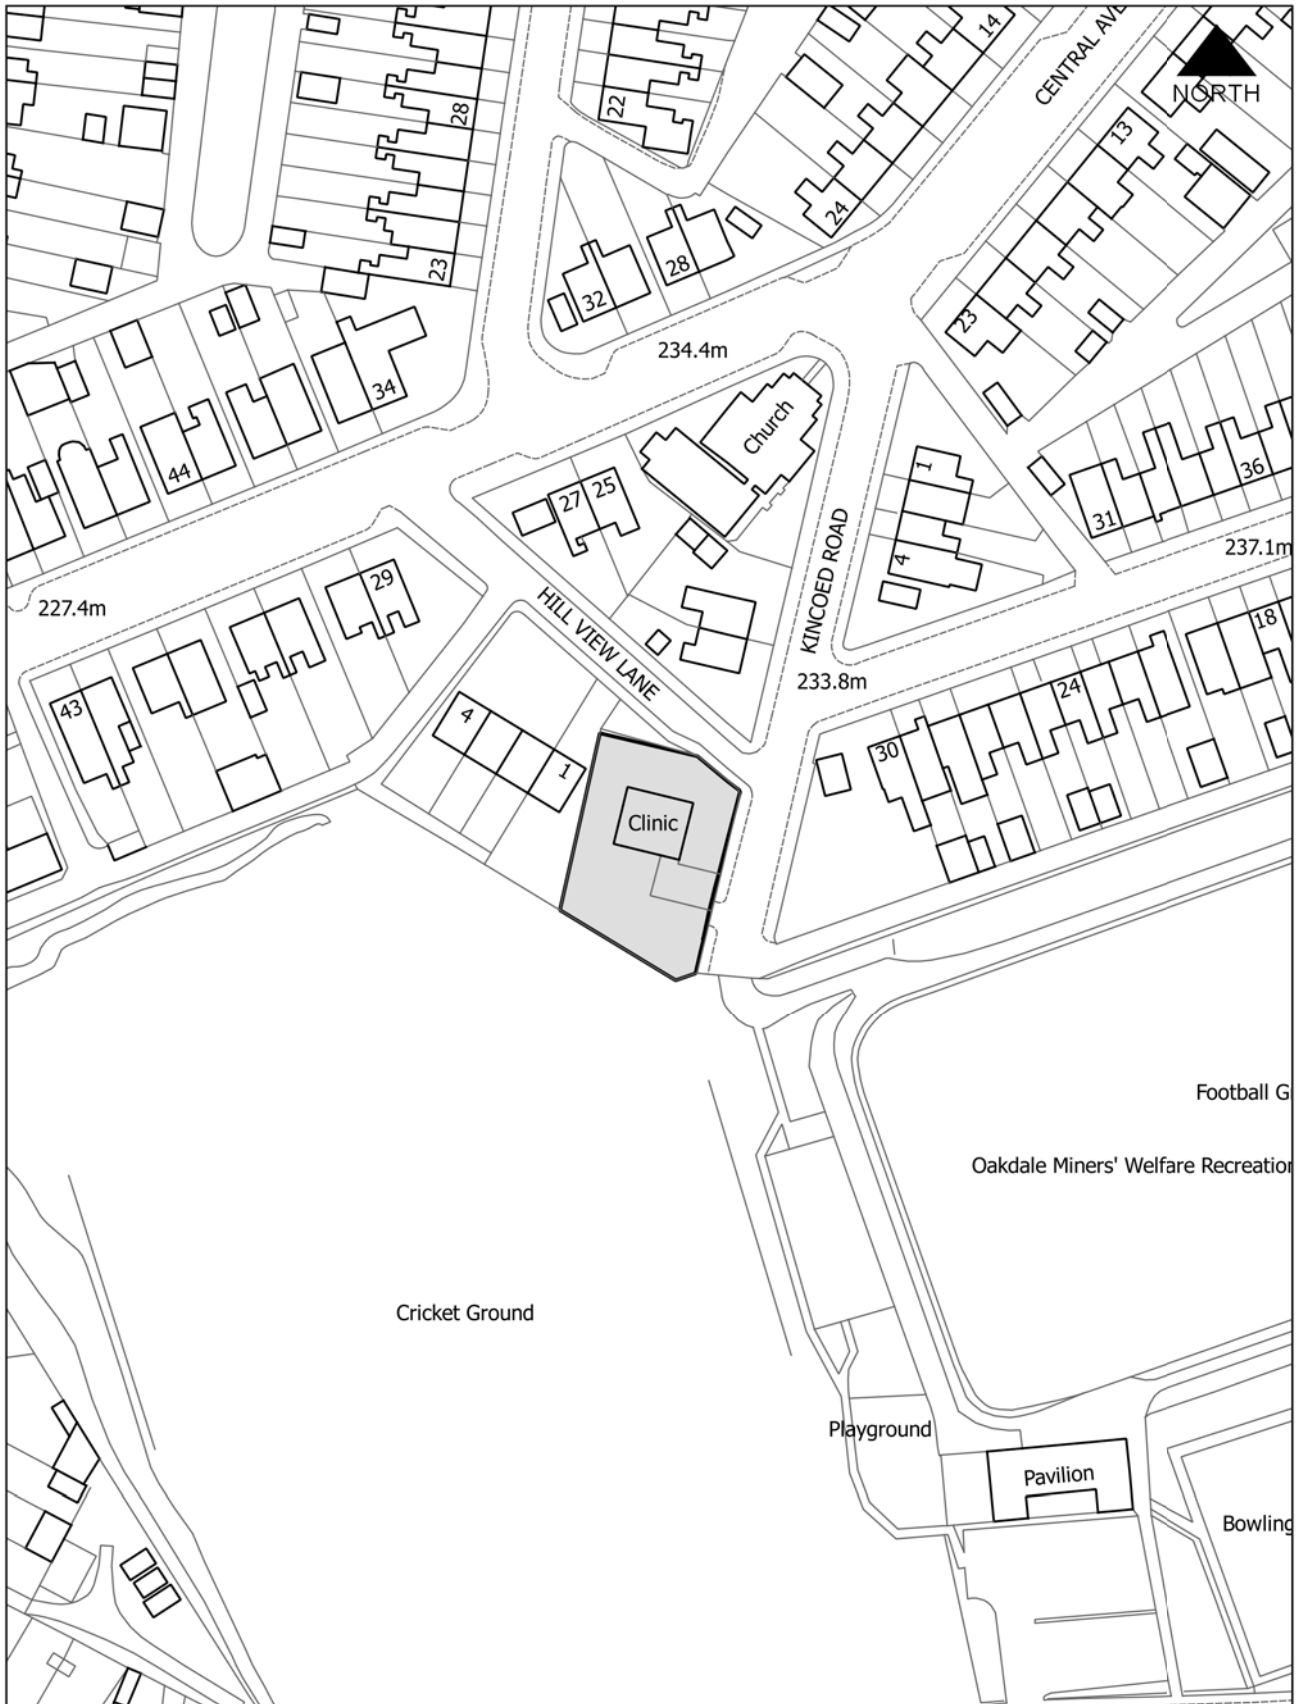 14
CENTRAL AVE
NORTH
28
22
13
24
28
23
32
23
234.4m
34
Church
1
44
27
25
36
31
4
KINCOED ROAD
237.1m
29
227.4m
HILL VIEW LANE
18
233.8m
24
43
4
30
1
Clinic
Football G
Oakdale Miners' Welfare Recreation
Cricket Ground
Playground
Pavilion
Bowling